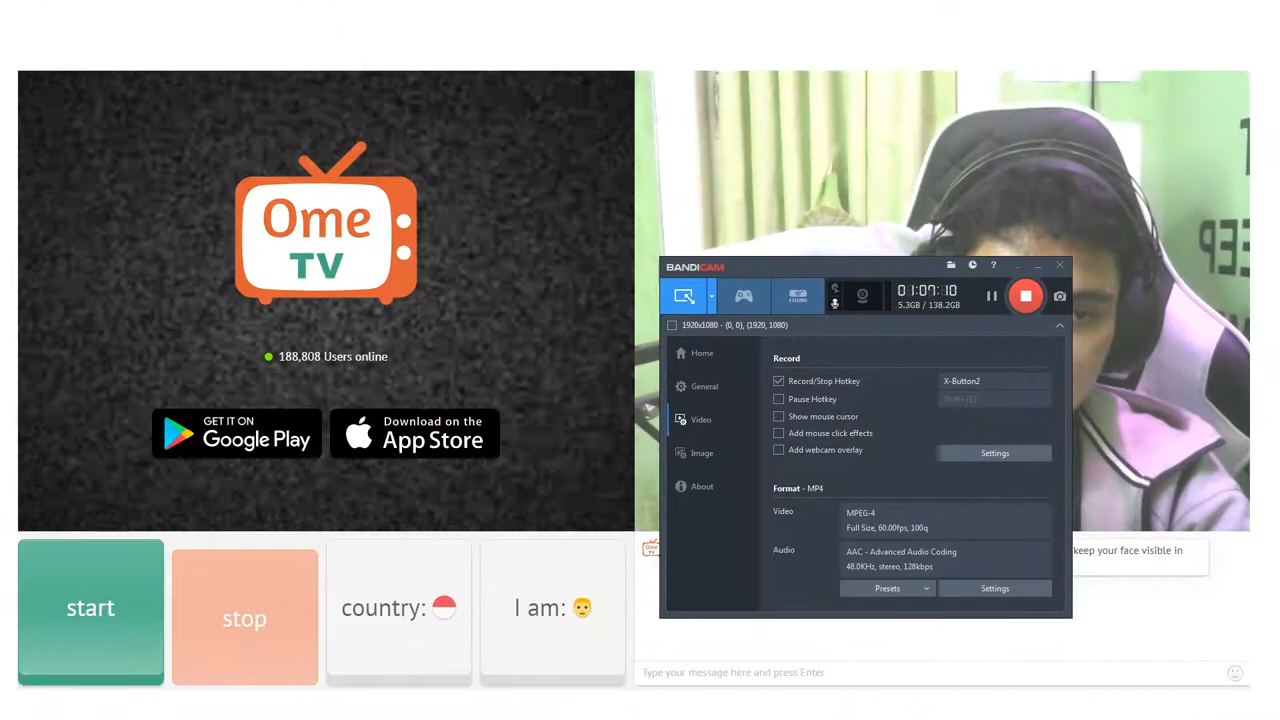 Ome
TV
188,808 Users online
GET IT ON
Google Play
Download on the
App Store
start
stop
country:
I am:
BANDICAM
01:07:10
5.3GB / 138.2GB
1920x1080 - (0, 0), (1920, 1080)
Home
General
Video
Image
About
Record
Record/Stop Hotkey
X-Button2
Pause Hotkey
Show mouse cursor
Add mouse click effects
Add webcam overlay
Settings
Format - MP4
Video
MPEG-4
Full Size, 60.00fps, 100q
Audio
AAC - Advanced Audio Coding
48.0KHz, stereo, 128kbps
Presets
Settings
Ome
TV
keep your face visible in
Type your message here and press Enter